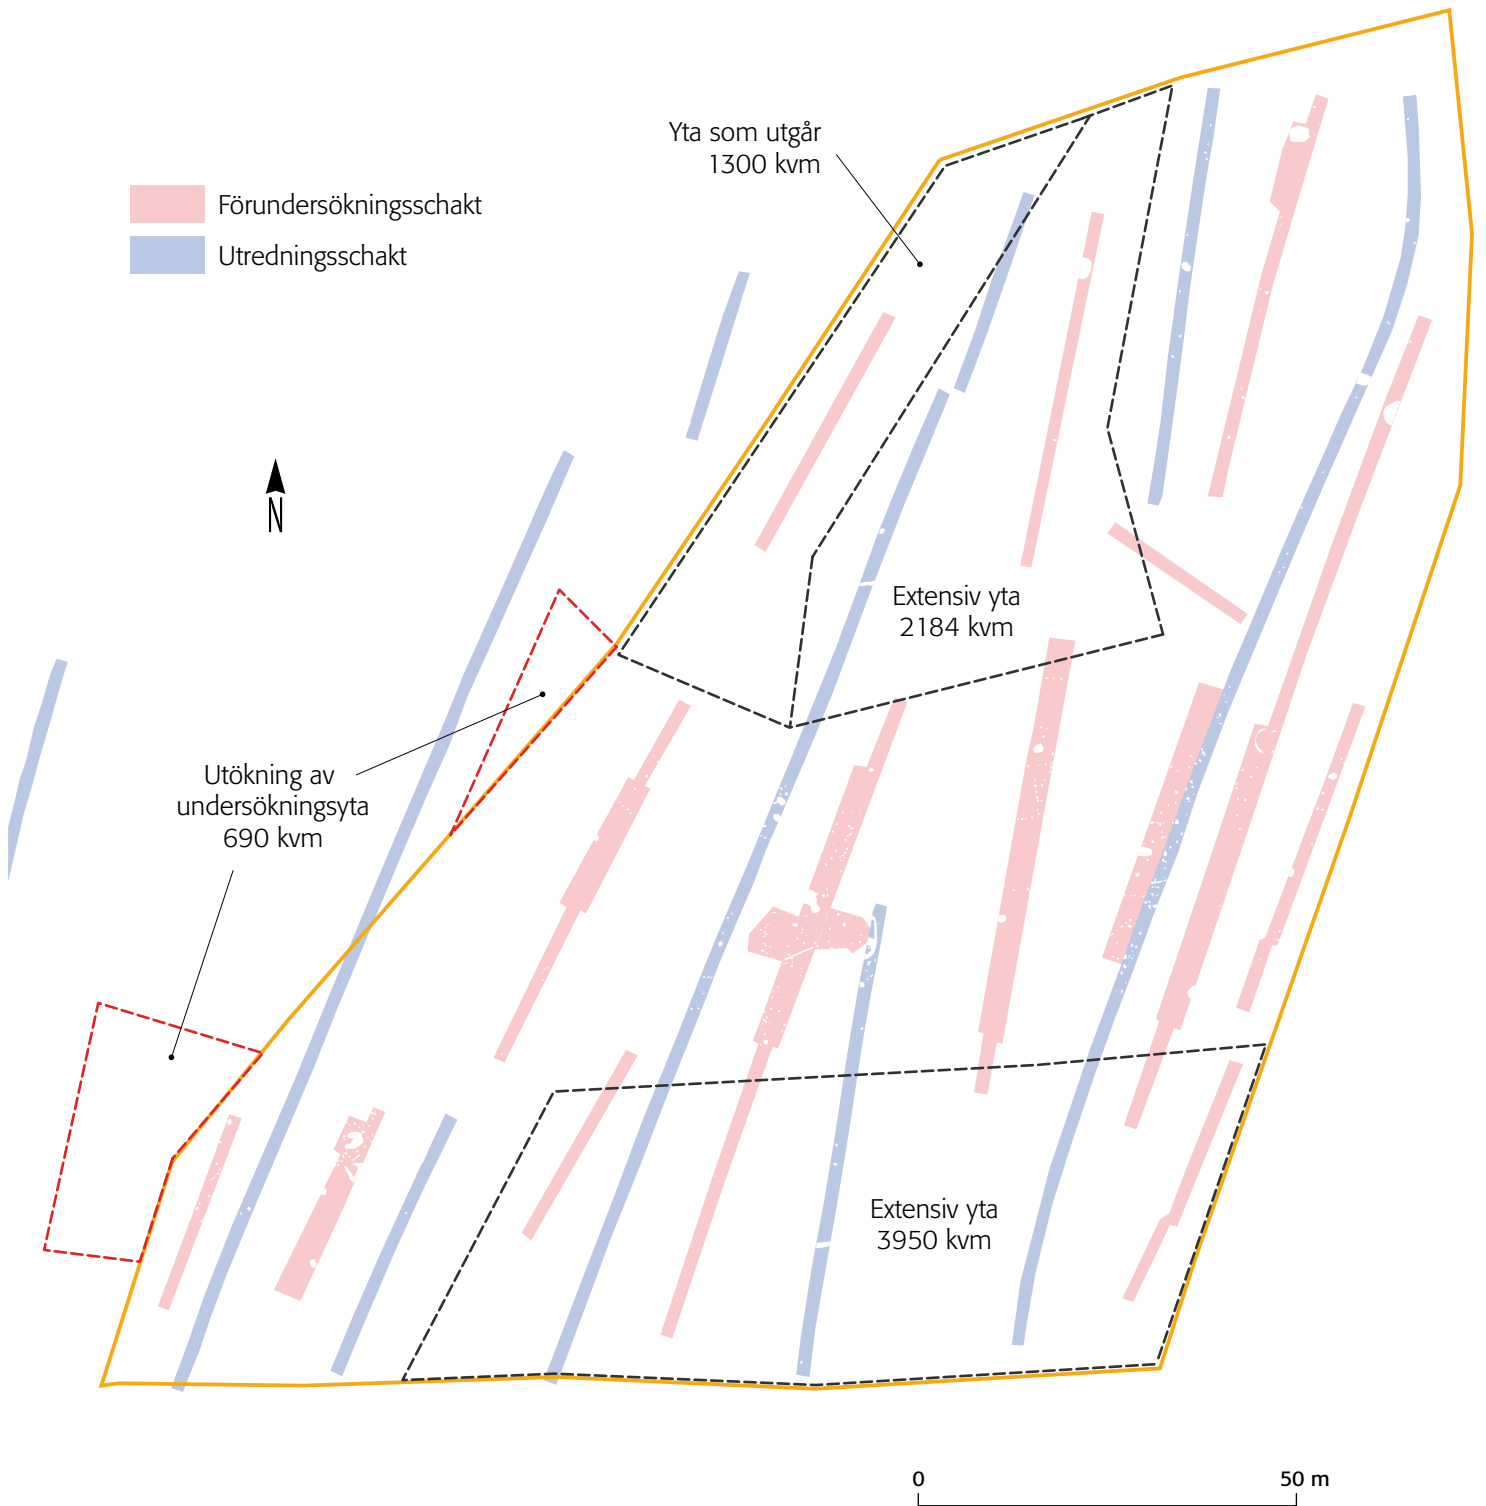 Yta som utgår
1300 kvm
Förundersökningsschakt
Utredningsschakt
N
Extensiv yta
2184 kvm
Utökning av
undersökningsyta
690 kvm
Extensiv yta
3950 kvm
0 50 m